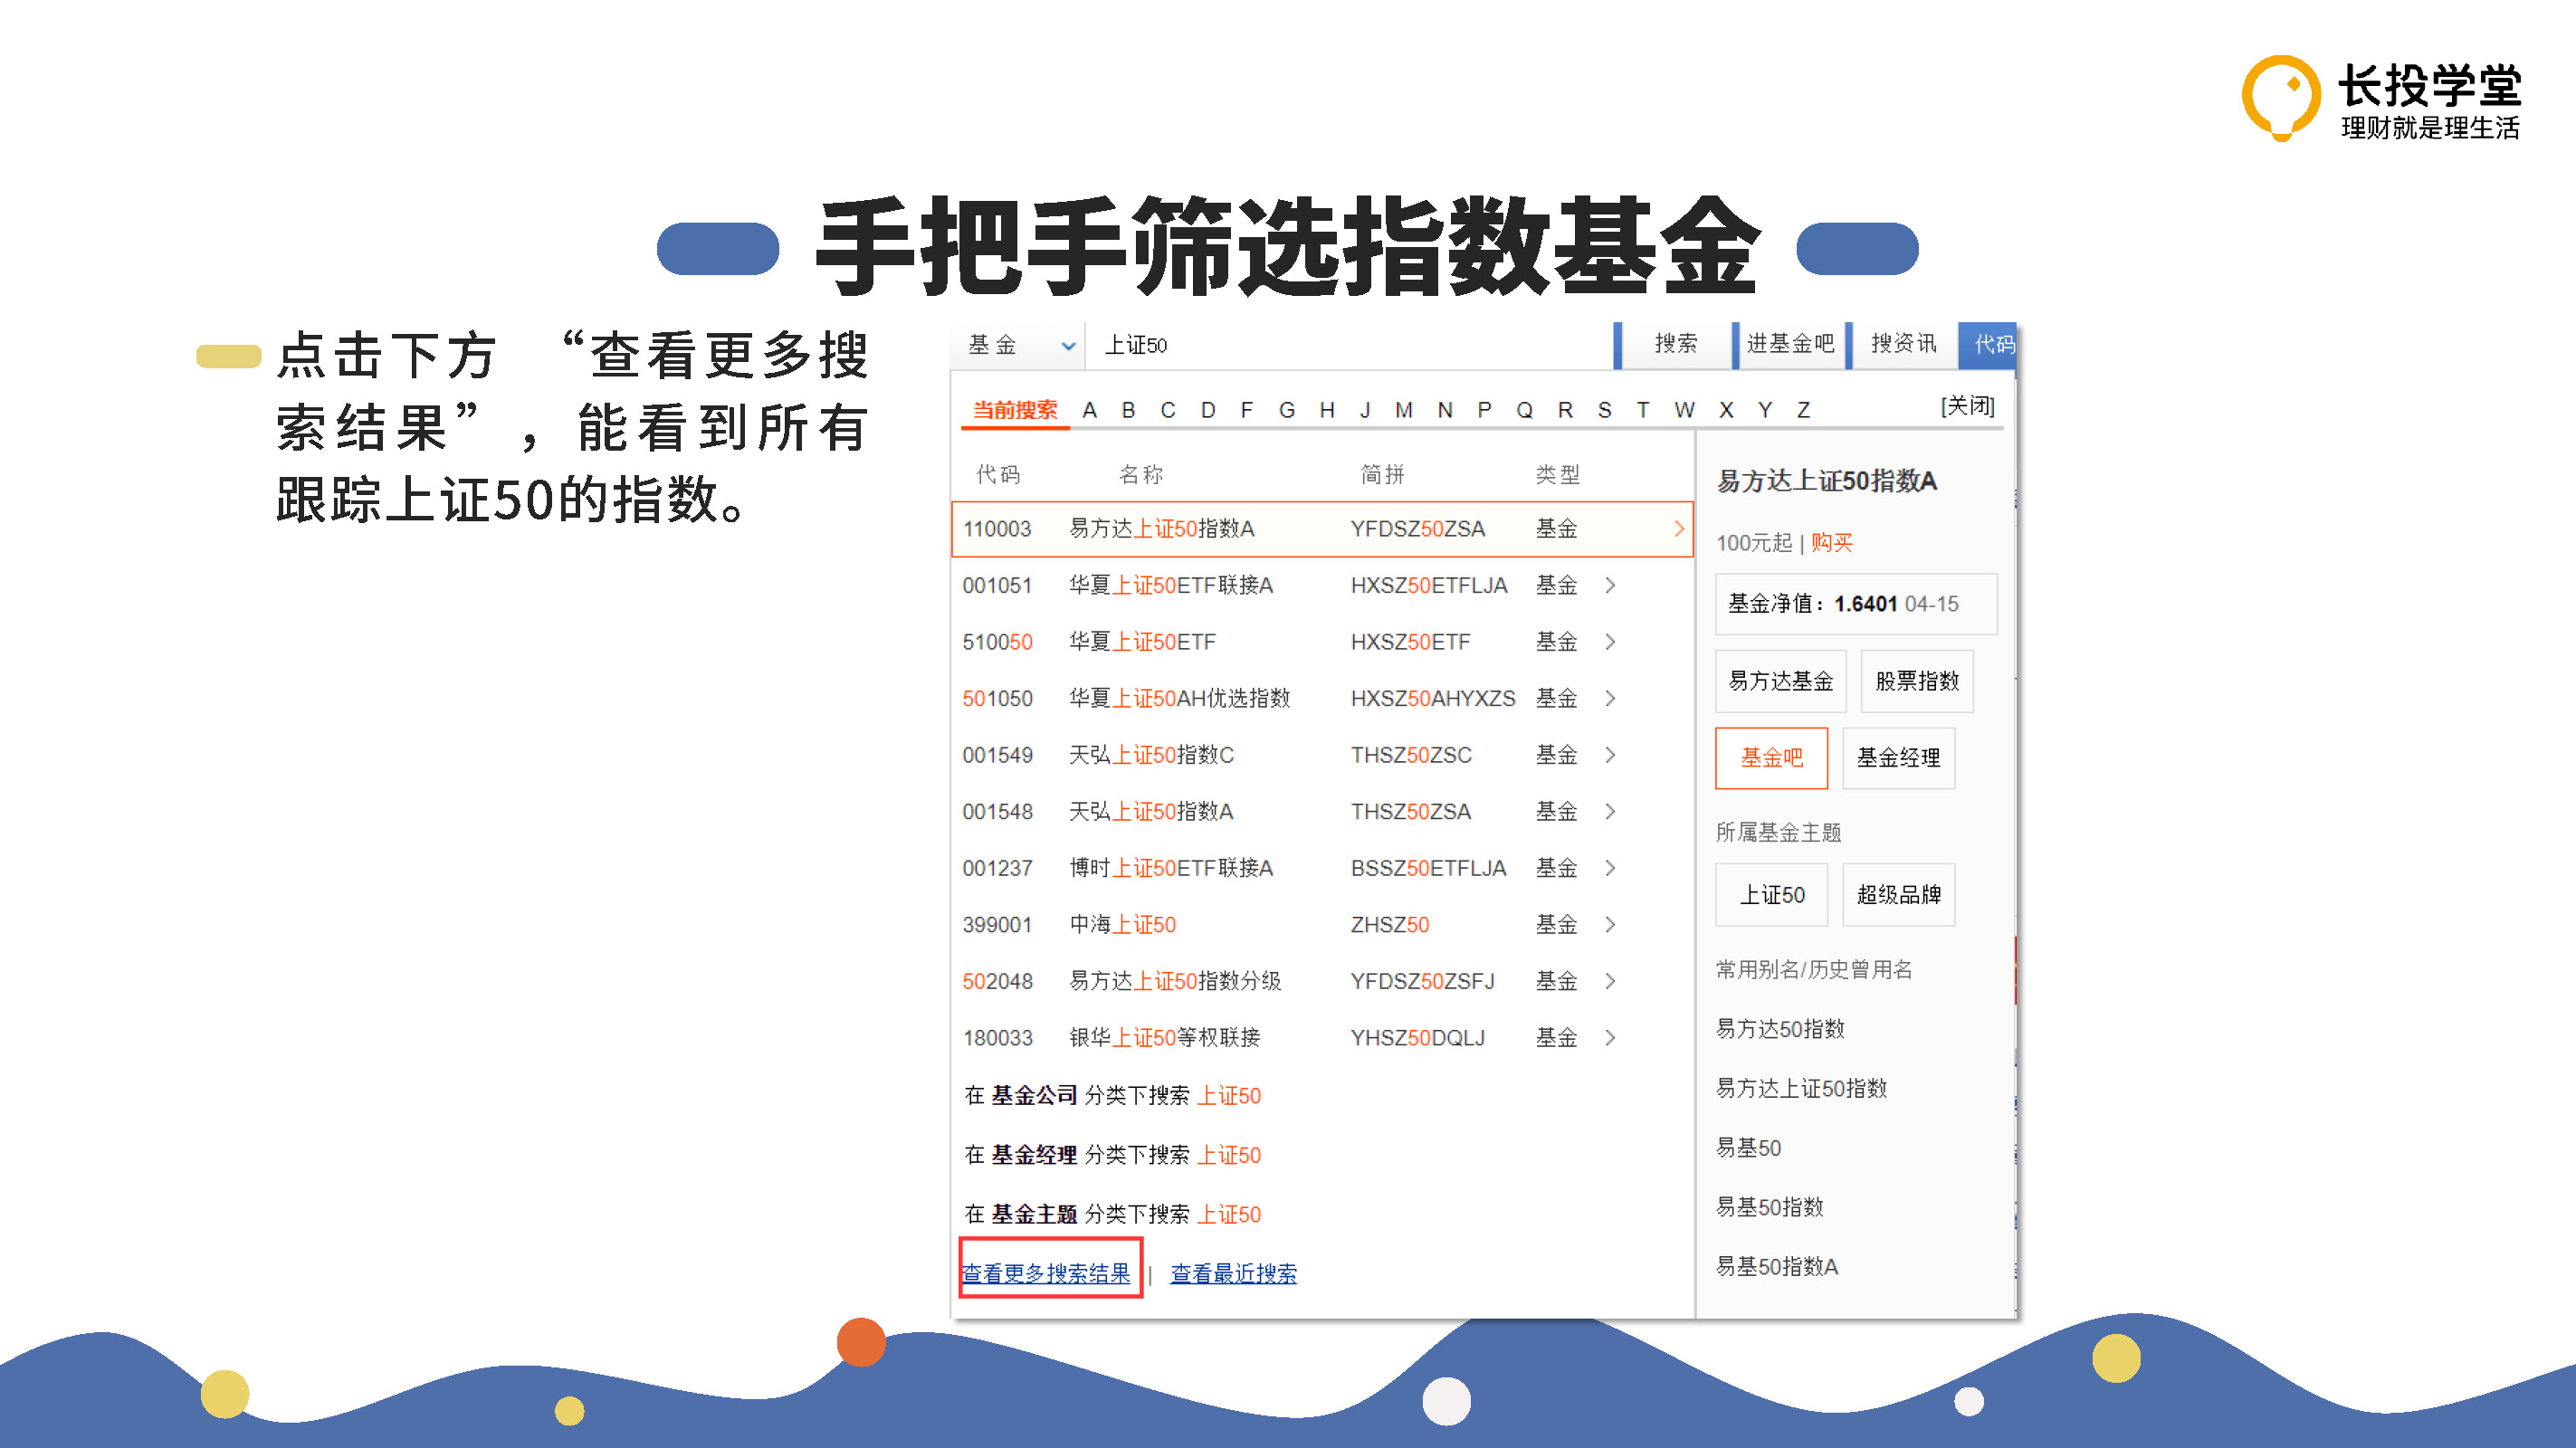 长投学堂
理财就是理生活
手把手筛选指数基金
点击下方 “查看更多搜
索结果”，能看到所有
跟踪上证50的指数。
基金 上证50 搜索 进基金吧 搜资讯 代码
当前搜索 A B C D F G H J M N P Q R S T W X Y Z [关闭]
代码 名称 简拼 类型
110003 易方达上证50指数A YFDSZ50ZSA 基金
001051 华夏上证50ETF联接A HXSZ50ETFLJA 基金
510050 华夏上证50ETF HXSZ50ETF 基金
501050 华夏上证50AH优选指数 HXSZ50AHYXZS 基金
001549 天弘上证50指数C THSZ50ZSC 基金
001548 天弘上证50指数A THSZ50ZSA 基金
001237 博时上证50ETF联接A BSSZ50ETFLJA 基金
399001 中海上证50 ZHSZ50 基金
502048 易方达上证50指数分级 YFDSZ50ZSFJ 基金
180033 银华上证50等权联接 YHSZ50DQLJ 基金
在 基金公司 分类下搜索 上证50
在 基金经理 分类下搜索 上证50
在 基金主题 分类下搜索 上证50
查看更多搜索结果 | 查看最近搜索
易方达上证50指数A
100元起 | 购买
基金净值：1.6401 04-15
易方达基金 股票指数
基金吧 基金经理
所属基金主题
上证50 超级品牌
常用别名/历史曾用名
易方达50指数
易方达上证50指数
易基50
易基50指数
易基50指数A